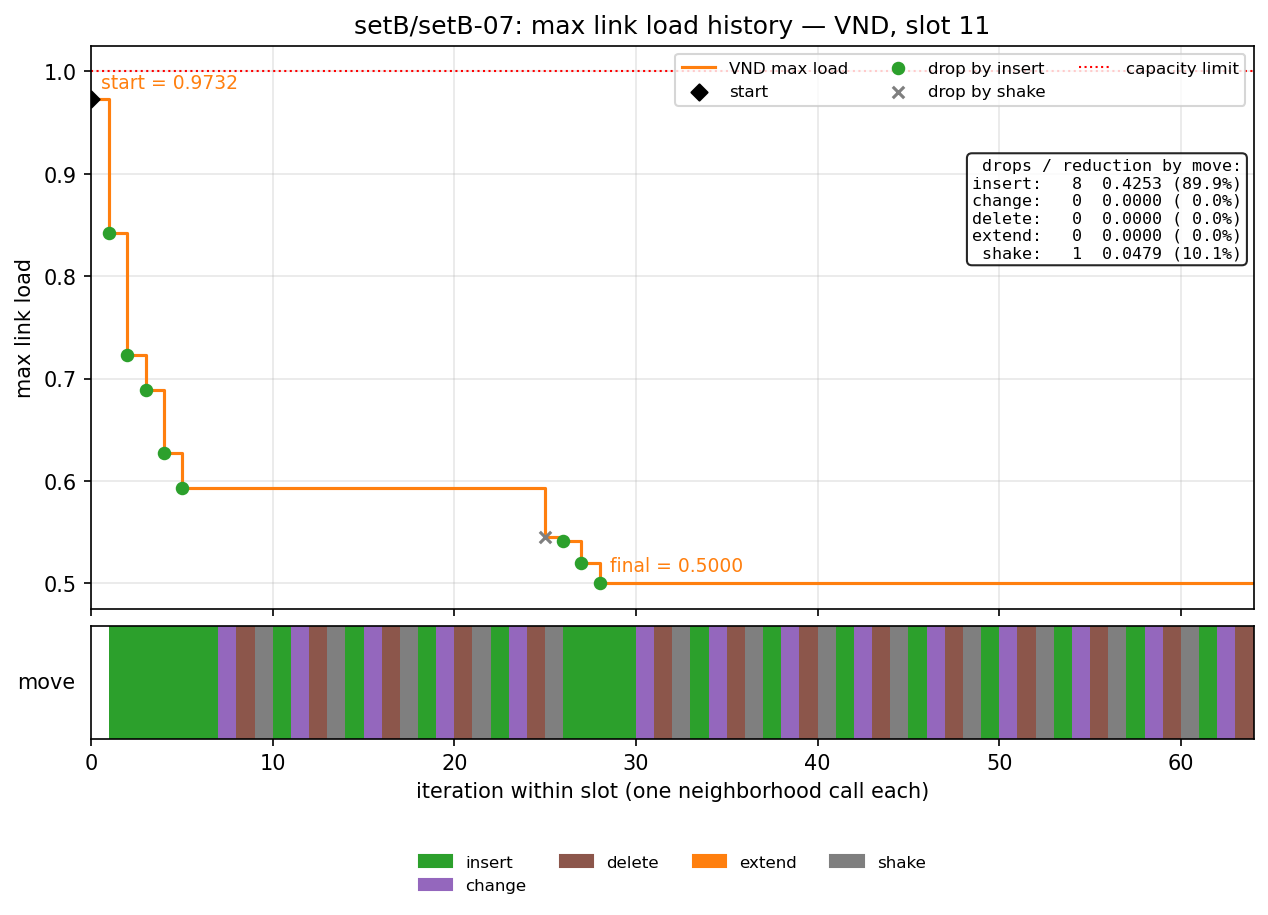 setB/setB-07: max link load history — VND, slot 11
max link load
1.0
0.9
0.8
0.7
0.6
0.5
start = 0.9732
VND max load
start
drop by insert
drop by shake
capacity limit
drops / reduction by move:
insert:   8  0.4253 (89.9%)
change:   0  0.0000 ( 0.0%)
delete:   0  0.0000 ( 0.0%)
extend:   0  0.0000 ( 0.0%)
shake:   1  0.0479 (10.1%)
final = 0.5000
move
0 10 20 30 40 50 60
iteration within slot (one neighborhood call each)
insert
change
delete
extend
shake